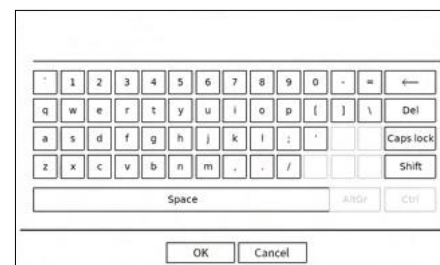 ` 1 2 3 4 5 6 7 8 9 0 - = ←
q w e r t y u i o p [ ] \ Del
a s d f g h j k l ; ' Caps lock
z x c v b n m , . / Shift
Space AltGr Ctrl
OK Cancel